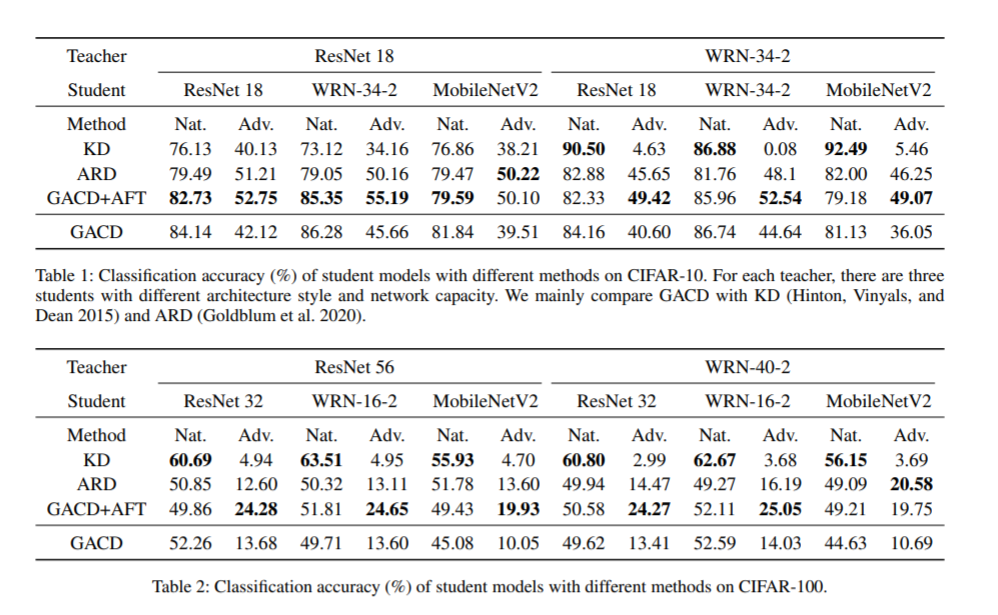 Teacher ResNet 18 WRN-34-2
Student ResNet 18 WRN-34-2 MobileNetV2 ResNet 18 WRN-34-2 MobileNetV2
Method Nat. Adv. Nat. Adv. Nat. Adv. Nat. Adv. Nat. Adv. Nat. Adv.
KD 76.13 40.13 73.12 34.16 76.86 38.21 90.50 4.63 86.88 0.08 92.49 5.46
ARD 79.49 51.21 79.05 50.16 79.47 50.22 82.88 45.65 81.76 48.1 82.00 46.25
GACD+AFT 82.73 52.75 85.35 55.19 79.59 50.10 82.33 49.42 85.96 52.54 79.18 49.07
GACD 84.14 42.12 86.28 45.66 81.84 39.51 84.16 40.60 86.74 44.64 81.13 36.05
Table 1: Classification accuracy (%) of student models with different methods on CIFAR-10. For each teacher, there are three
students with different architecture style and network capacity. We mainly compare GACD with KD (Hinton, Vinyals, and
Dean 2015) and ARD (Goldblum et al. 2020).
Teacher ResNet 56 WRN-40-2
Student ResNet 32 WRN-16-2 MobileNetV2 ResNet 32 WRN-16-2 MobileNetV2
Method Nat. Adv. Nat. Adv. Nat. Adv. Nat. Adv. Nat. Adv. Nat. Adv.
KD 60.69 4.94 63.51 4.95 55.93 4.70 60.80 2.99 62.67 3.68 56.15 3.69
ARD 50.85 12.60 50.32 13.11 51.78 13.60 49.94 14.47 49.27 16.19 49.09 20.58
GACD+AFT 49.86 24.28 51.81 24.65 49.43 19.93 50.58 24.27 52.11 25.05 49.21 19.75
GACD 52.26 13.68 49.71 13.60 45.08 10.05 49.62 13.41 52.59 14.03 44.63 10.69
Table 2: Classification accuracy (%) of student models with different methods on CIFAR-100.